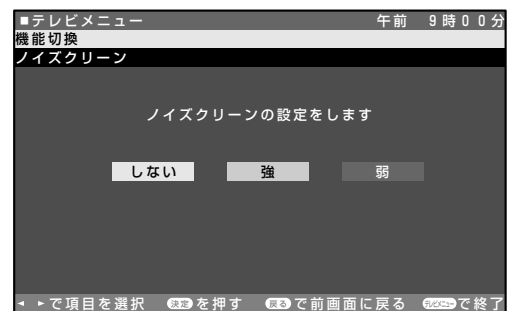 ■テレビメニュー 午前 9時00分
機能切換
ノイズクリーン
ノイズクリーンの設定をします
しない 強 弱
◀ ▶で項目を選択 決定を押す 戻るで前画面に戻る テレビメニューで終了